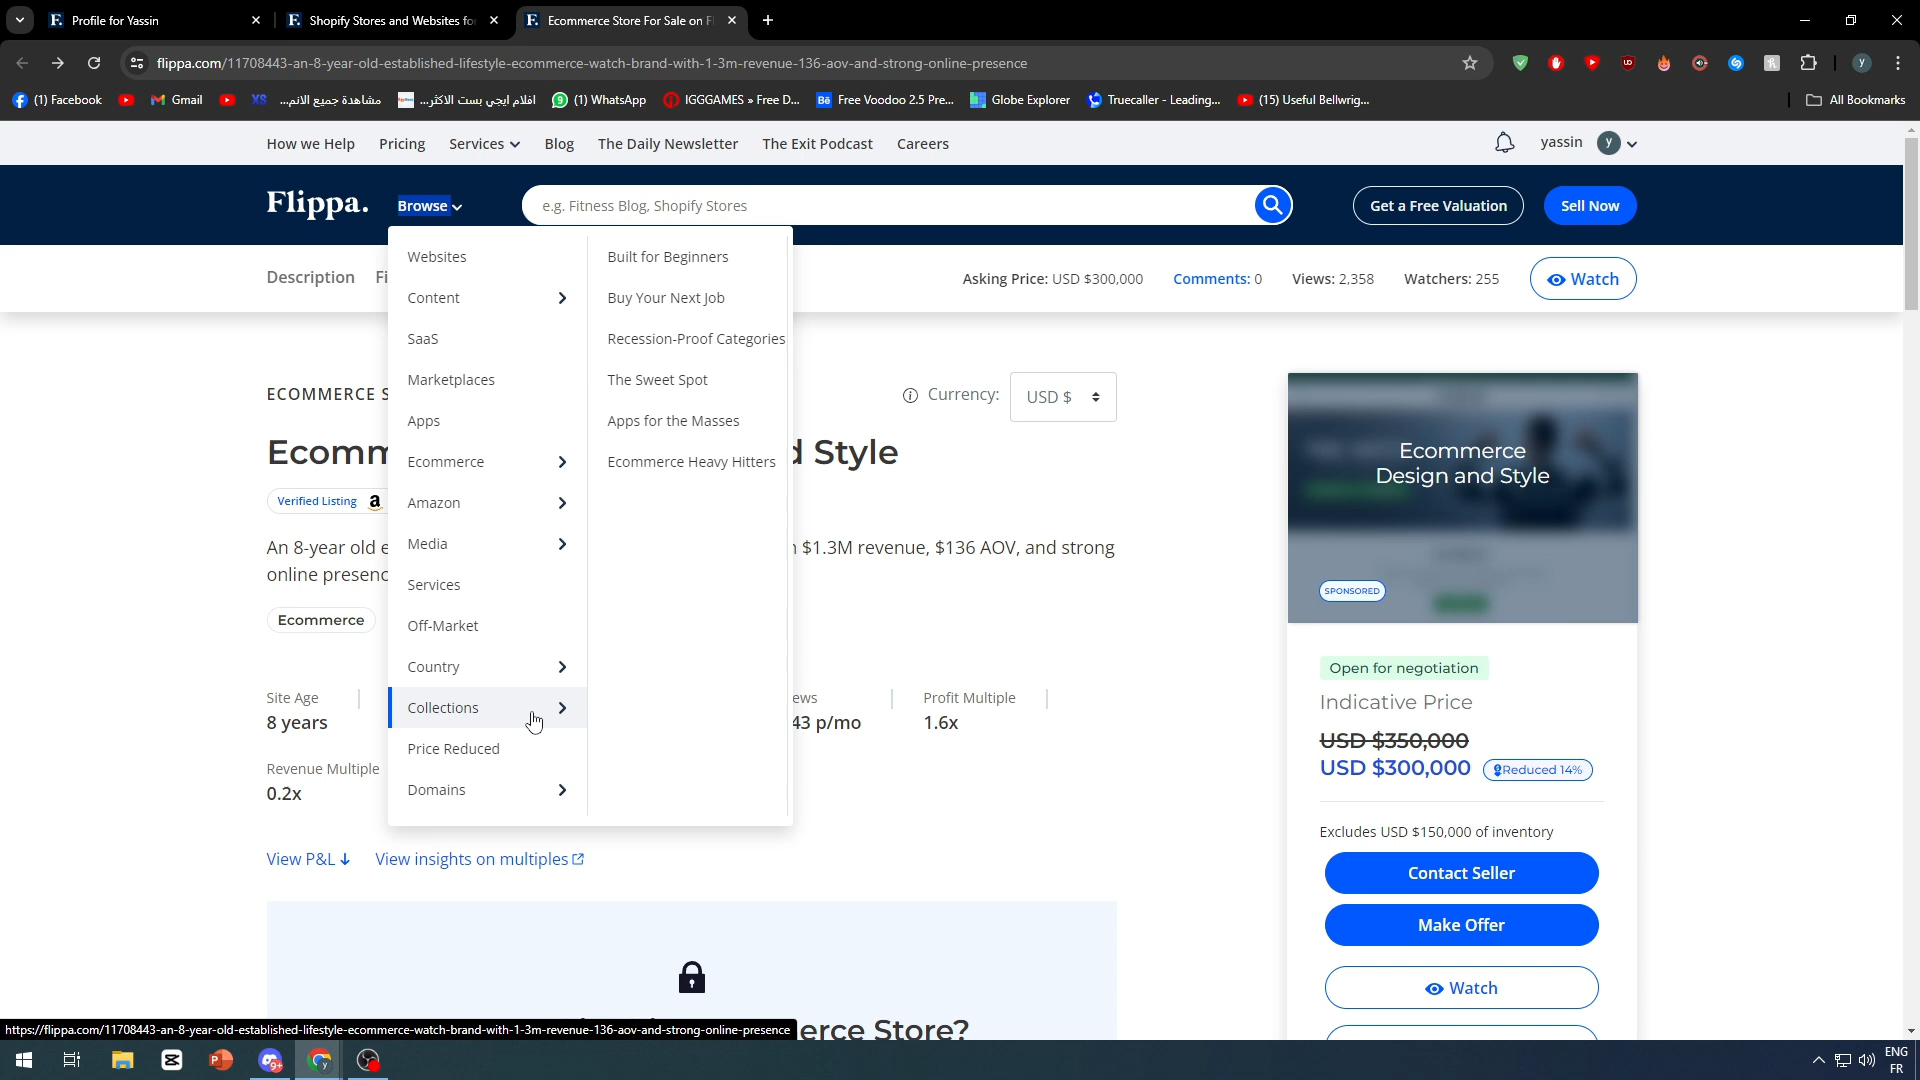 Profile for Yassin
Shopify Stores and Websites fo
Ecommerce Store For Sale on F
flippa.com/11708443-an-8-year-old-established-lifestyle-ecommerce-watch-brand-with-1-3m-revenue-136-aov-and-strong-online-presence
(1) Facebook
Gmail
مشاهدة جميع الانم...
افلام ايجي بست الاكثر...
(1) WhatsApp
IGGGAMES » Free D...
Free Voodoo 2.5 Pre...
Globe Explorer
Truecaller - Leading...
(15) Useful Bellwrig...
All Bookmarks
How we Help
Pricing
Services
Blog
The Daily Newsletter
The Exit Podcast
Careers
yassin
y
Flippa.
Browse
e.g. Fitness Blog, Shopify Stores
Get a Free Valuation
Sell Now
Description
Fi
Asking Price: USD $300,000
Comments: 0
Views: 2,358
Watchers: 255
Watch
Websites
Content
SaaS
Marketplaces
Apps
Ecommerce
Amazon
Media
Services
Off-Market
Country
Collections
Price Reduced
Domains
Built for Beginners
Buy Your Next Job
Recession-Proof Categories
The Sweet Spot
Apps for the Masses
Ecommerce Heavy Hitters
ECOMMERCE S
Currency:
USD $
Ecomm
d Style
Verified Listing
An 8-year old e
$1.3M revenue, $136 AOV, and strong
online presenc
Ecommerce
Site Age
8 years
ews
43 p/mo
Profit Multiple
1.6x
Revenue Multiple
0.2x
View P&L
View insights on multiples
erce Store?
Ecommerce
Design and Style
SPONSORED
Open for negotiation
Indicative Price
USD $350,000
USD $300,000
Reduced 14%
Excludes USD $150,000 of inventory
Contact Seller
Make Offer
Watch
https://flippa.com/11708443-an-8-year-old-established-lifestyle-ecommerce-watch-brand-with-1-3m-revenue-136-aov-and-strong-online-presence
ENG
FR